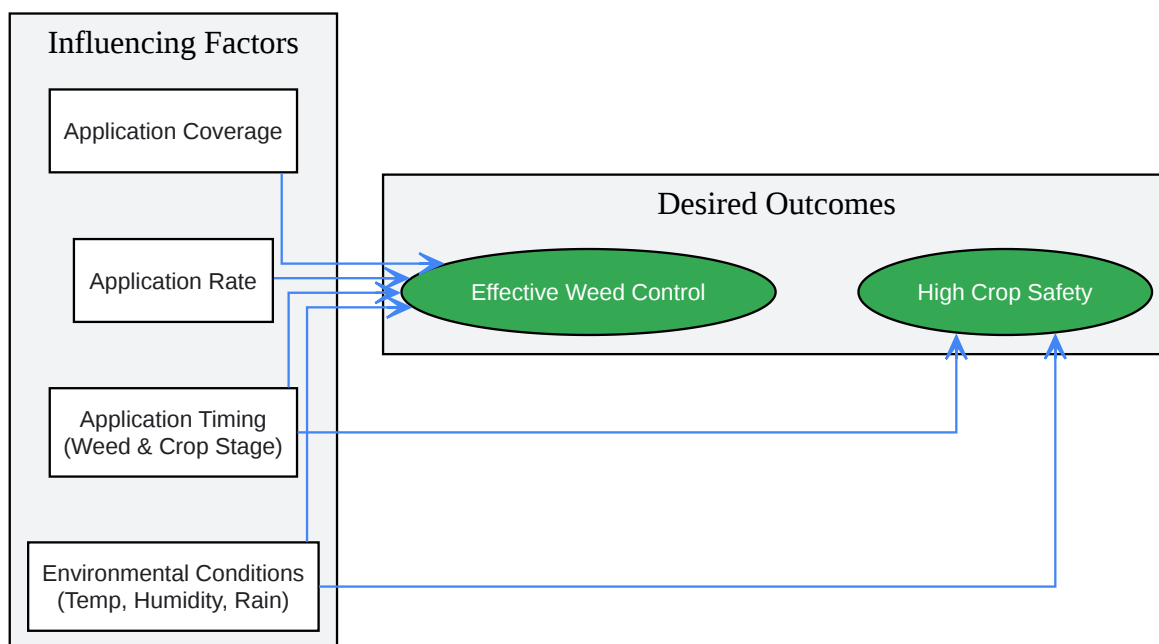 Influencing Factors
Application Coverage
Application Rate
Application Timing
(Weed & Crop Stage)
Environmental Conditions
(Temp, Humidity, Rain)
Desired Outcomes
Effective Weed Control
High Crop Safety